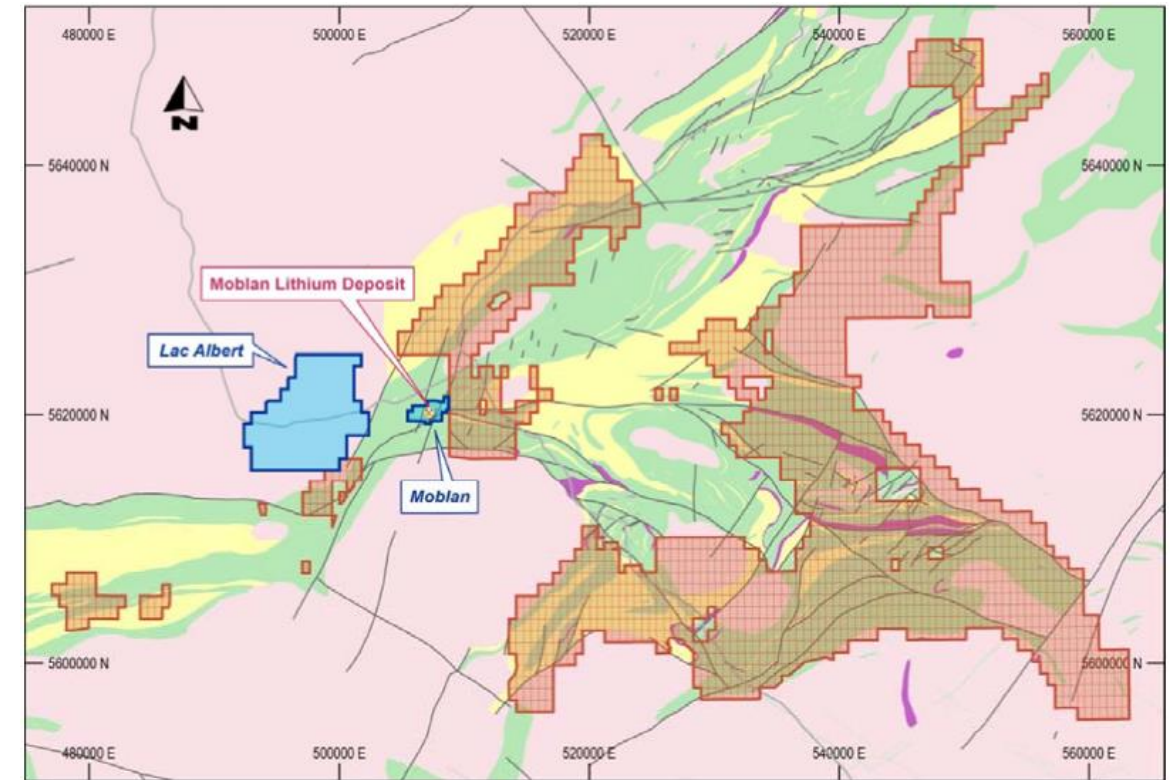 480000 E
500000 E
520000 E
540000 E
560000 E
N
5640000 N
5640000 N
Moblan Lithium Deposit
Lac Albert
5620000 N
5620000 N
Moblan
5600000 N
5600000 N
480000 E
500000 E
520000 E
540000 E
560000 E